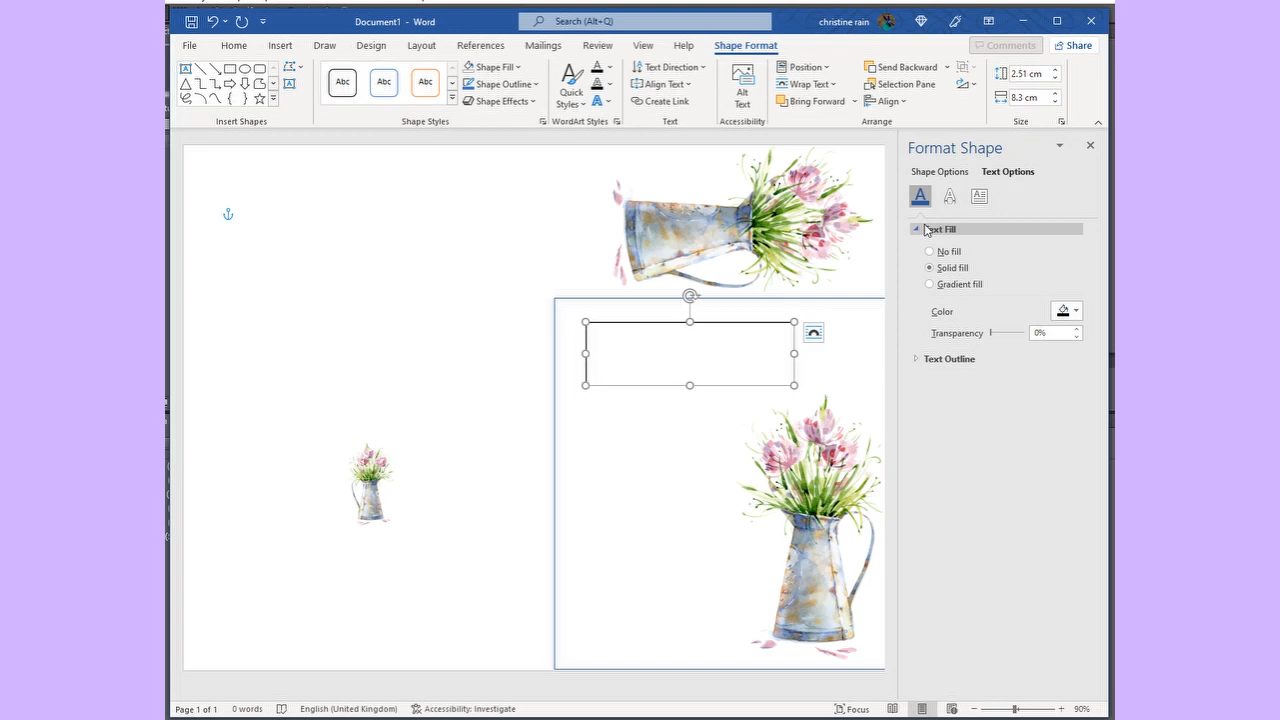 Document1 - Word
Search (Alt+Q)
christine rain
File Home Insert Draw Design Layout References Mailings Review View Help Shape Format
Comments Share
Abc Abc Abc
Shape Fill
Shape Outline
Shape Effects
Quick
Styles
Text Direction
Align Text
Create Link
Alt
Text
Position
Wrap Text
Bring Forward
Send Backward
Selection Pane
Align
2.51 cm
8.3 cm
Insert Shapes Shape Styles WordArt Styles Text Accessibility Arrange Size
Format Shape
Shape Options Text Options
Text Fill
No fill
Solid fill
Gradient fill
Color
Transparency 0%
Text Outline
Page 1 of 1 0 words English (United Kingdom) Accessibility: Investigate Focus 90%